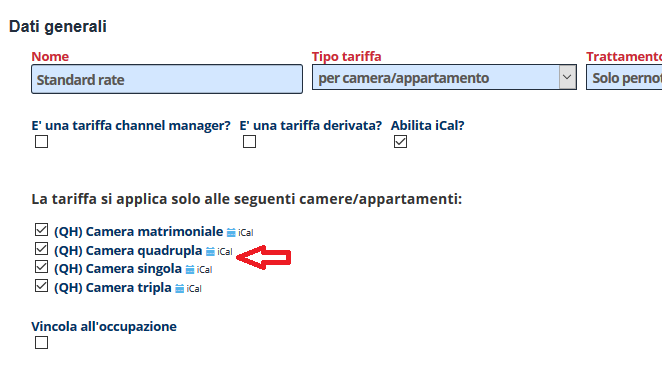 Dati generali
Nome
Tipo tariffa
Trattamento
Standard rate
per camera/appartamento
Solo pernot
E' una tariffa channel manager?
E' una tariffa derivata?
Abilita iCal?
La tariffa si applica solo alle seguenti camere/appartamenti:
(QH) Camera matrimoniale iCal
(QH) Camera quadrupla iCal
(QH) Camera singola iCal
(QH) Camera tripla iCal
Vincola all'occupazione